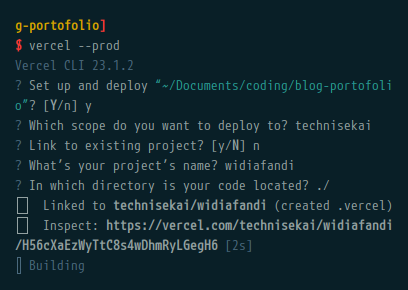 g-portofolio]
$ vercel --prod
Vercel CLI 23.1.2
? Set up and deploy “~/Documents/coding/blog-portofoli
o”? [Y/n] y
? Which scope do you want to deploy to? technisekai
? Link to existing project? [y/N] n
? What’s your project’s name? widiafandi
? In which directory is your code located? ./
Linked to technisekai/widiafandi (created .vercel)
Inspect: https://vercel.com/technisekai/widiafandi
/H56cXaEzWyTtC8s4wDhmRyLGegH6 [2s]
Building